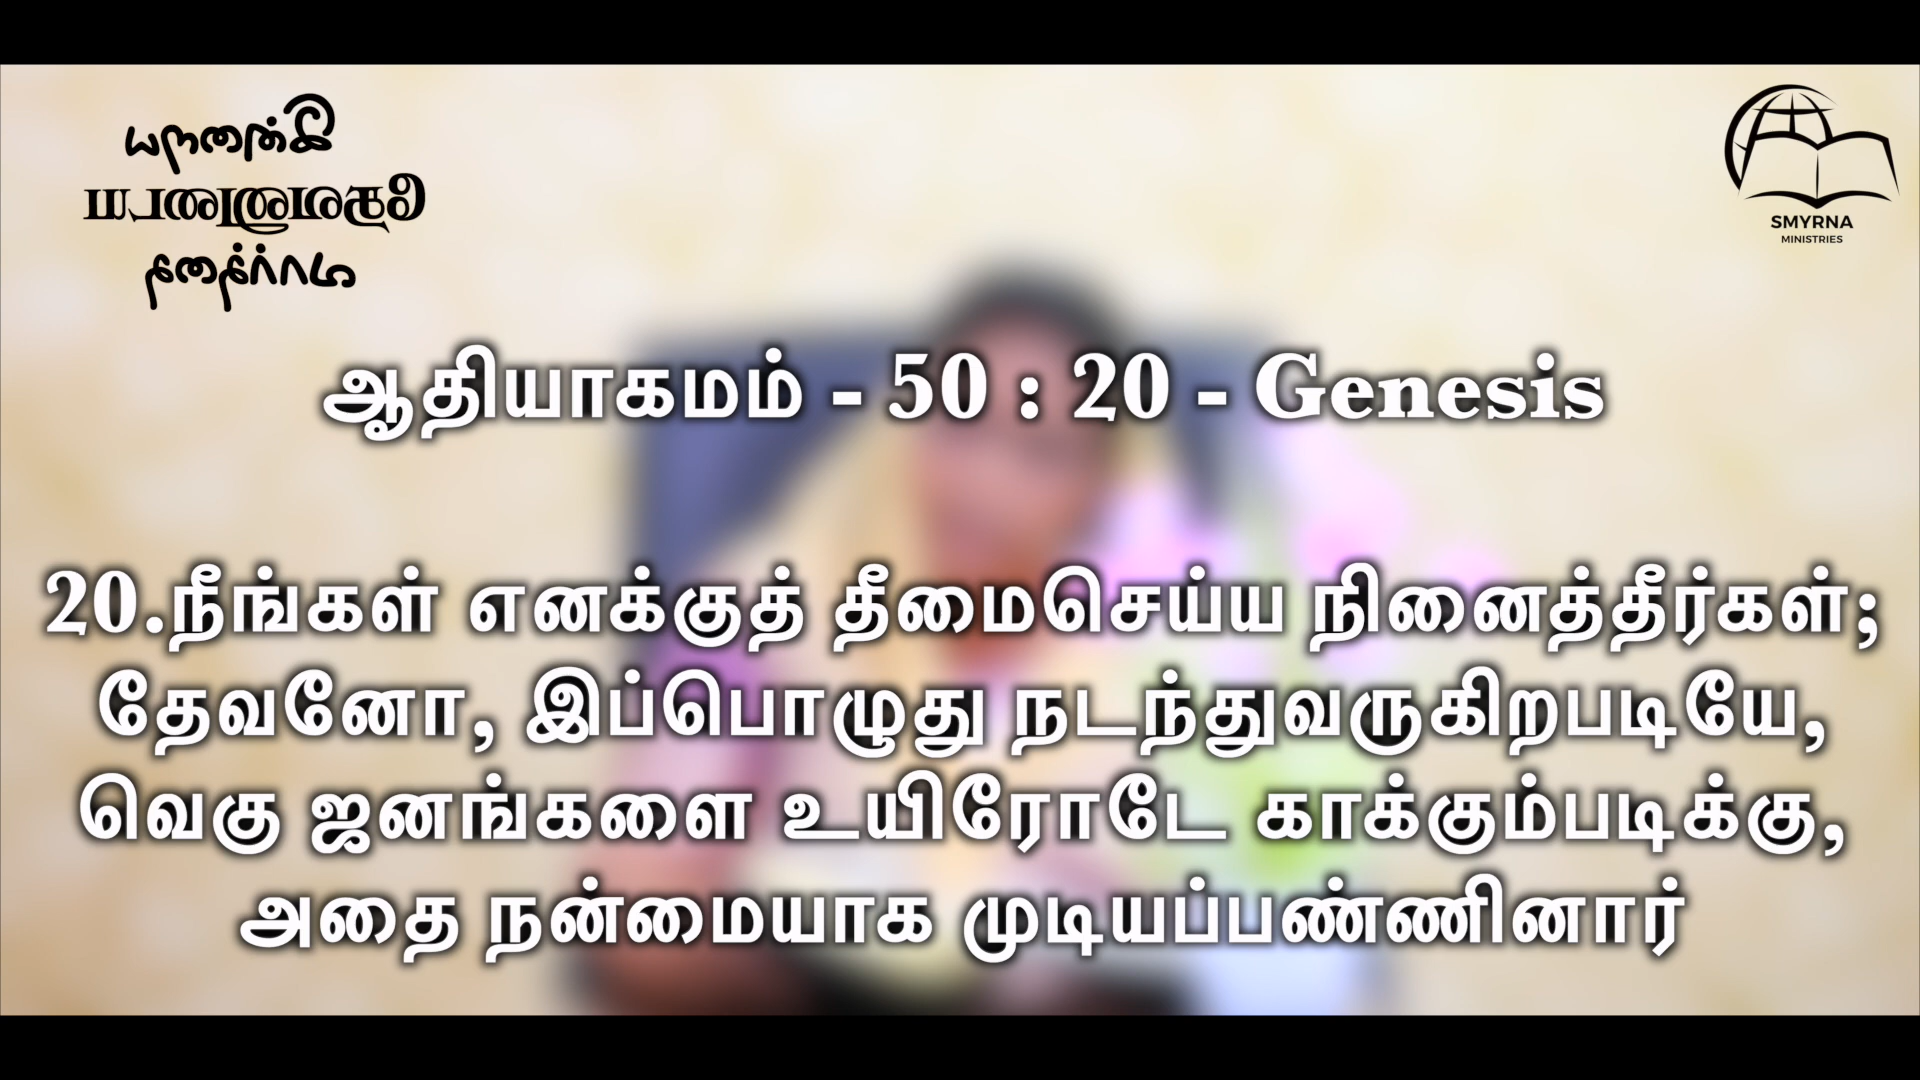 SMYRNA
MINISTRIES
ஆதியாகமம் - 50 : 20 - Genesis
20.நீங்கள் எனக்குத் தீமைசெய்ய நினைத்தீர்கள்;
தேவனோ, இப்பொழுது நடந்துவருகிறபடியே,
வெகு ஜனங்களை உயிரோடே காக்கும்படிக்கு,
அதை நன்மையாக முடியப்பண்ணினார்